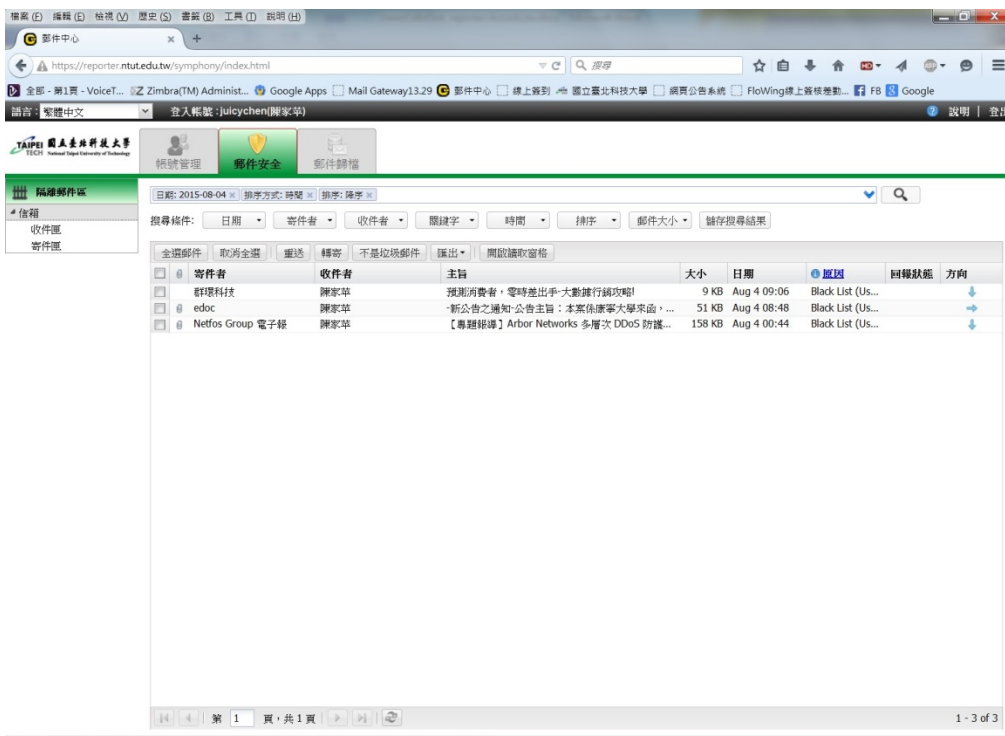 檔案(F) 編輯(E) 檢視(V) 歷史(S) 書籤(B) 工具(T) 說明(H)
郵件中心
https://reporter.ntut.edu.tw/symphony/index.html 搜尋
全部 - 第1頁 - VoiceT... Zimbra(TM) Administ... Google Apps Mail Gateway13.29 郵件中心 線上簽到 國立臺北科技大學 網頁公告系統 FloWing線上簽核差勤... FB Google
語言: 繁體中文 登入帳號:juicychen(陳家苹) 說明 | 登出
TAIPEI TECH 國立臺北科技大學
National Taipei University of Technology
帳號管理 郵件安全 郵件歸檔
隔離郵件區
信箱
收件匣
寄件匣
日期: 2015-08-04 × 排序方式: 時間 × 排序: 降序 ×
搜尋條件: 日期 寄件者 收件者 關鍵字 時間 排序 郵件大小 儲存搜尋結果
全選郵件 取消全選 重送 轉寄 不是垃圾郵件 匯出 開啟讀取窗格
寄件者 收件者 主旨 大小 日期 原因 回報狀態 方向
群環科技 陳家苹 預測消費者,零時差出手-大數據行銷攻略! 9 KB Aug 4 09:06 Black List (Us...
edoc 陳家苹 -新公告之通知-公告主旨:本案係康寧大學來函,... 51 KB Aug 4 08:48 Black List (Us...
Netfos Group 電子報 陳家苹 【專題報導】Arbor Networks 多層次 DDoS 防護... 158 KB Aug 4 00:44 Black List (Us...
第 1 頁,共1頁 1 - 3 of 3